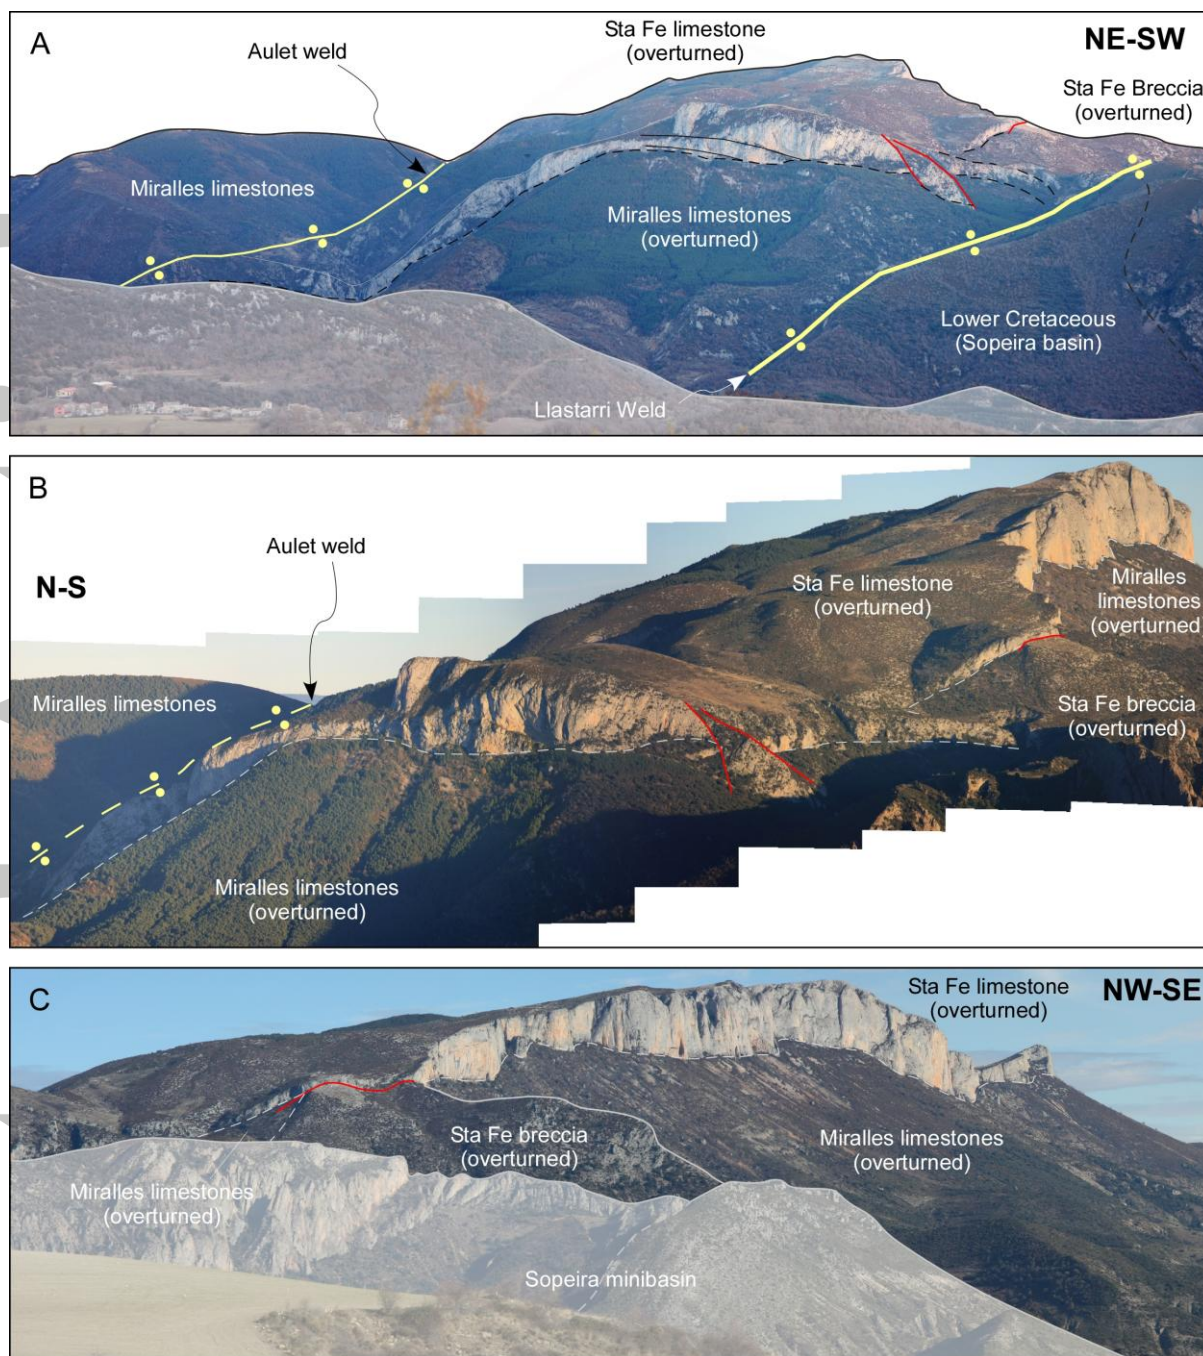 A
Aulet weld
Sta Fe limestone
(overturned)
NE-SW
Sta Fe Breccia
(overturned)
Miralles limestones
Miralles limestones
(overturned)
Lower Cretaceous
(Sopeira basin)
Llastarri Weld
B
Aulet weld
N-S
Sta Fe limestone
(overturned)
Miralles
limestones
(overturned
Miralles limestones
Sta Fe breccia
(overturned)
Miralles limestones
(overturned)
C
Sta Fe limestone
(overturned)
NW-SE
Sta Fe breccia
(overturned)
Miralles limestones
(overturned)
Miralles limestones
(overturned)
Sopeira minibasin